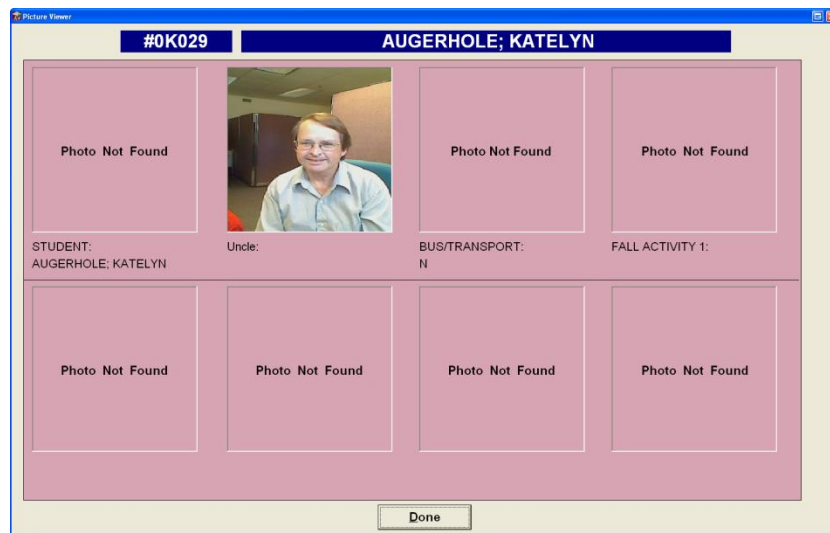 Picture Viewer
#0K029 AUGERHOLE; KATELYN
Photo Not Found Photo Not Found Photo Not Found
STUDENT: Uncle: BUS/TRANSPORT: FALL ACTIVITY 1:
AUGERHOLE; KATELYN N
Photo Not Found Photo Not Found Photo Not Found Photo Not Found
Done